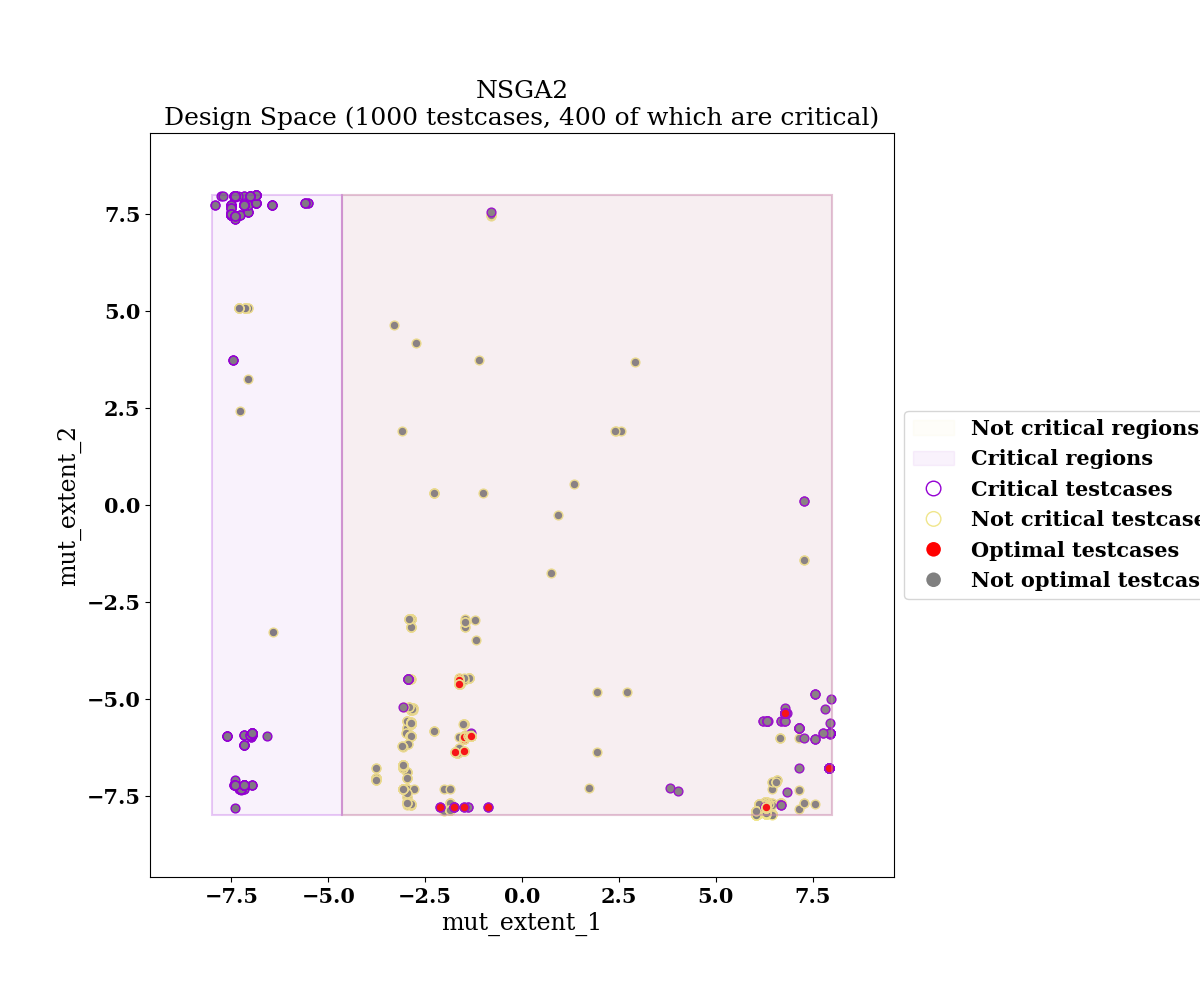 NSGA2
Design Space (1000 testcases, 400 of which are critical)
7.5
5.0
2.5
0.0
−2.5
−5.0
−7.5
mut_extent_2
−7.5
−5.0
−2.5
0.0
2.5
5.0
7.5
mut_extent_1
Not critical regions
Critical regions
Critical testcases
Not critical testcase
Optimal testcases
Not optimal testcas